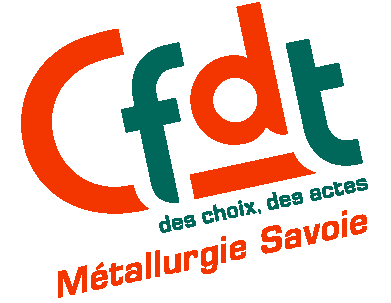 Cfdt
des choix, des actes
Métallurgie Savoie